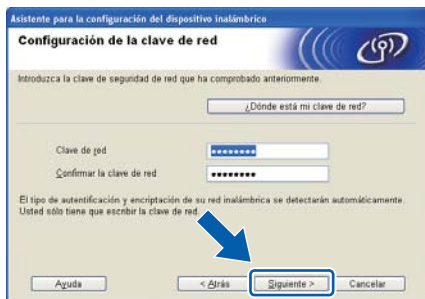 Asistente para la configuración del dispositivo inalámbrico
Configuración de la clave de red
Introduzca la clave de seguridad de red que ha comprobado anteriormente.
¿Dónde está mi clave de red?
Clave de red
Confirmar la clave de red
El tipo de autentificación y encriptación de su red inalámbrica se detectarán automáticamente.
Usted sólo tiene que escribir la clave de red.
Ayuda < Atrás Siguiente > Cancelar